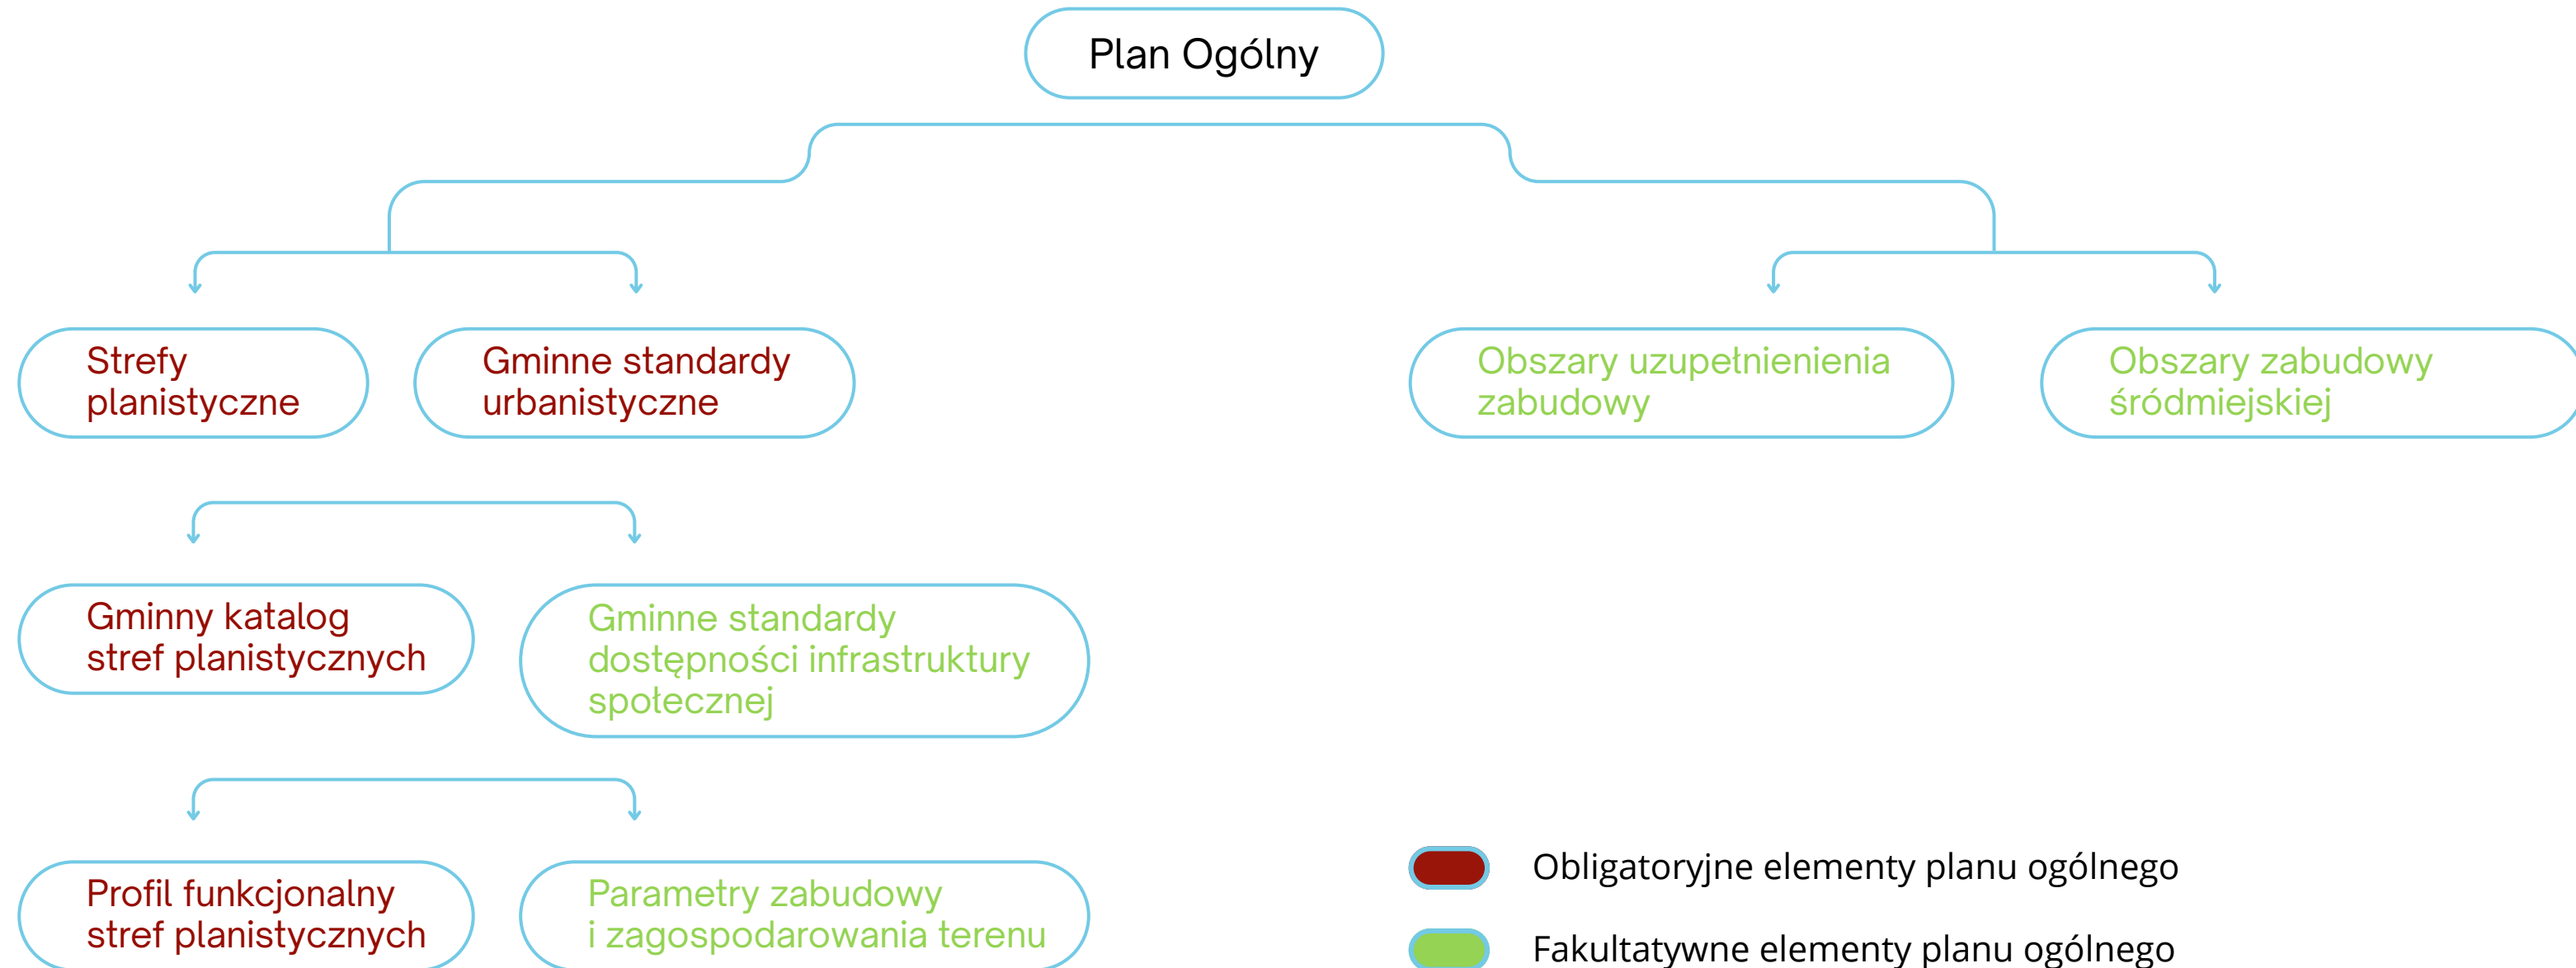 Plan Ogólny
Strefy
planistyczne
Gminne standardy
urbanistyczne
Obszary uzupełnienienia
zabudowy
Obszary zabudowy
śródmiejskiej
Gminny katalog
stref planistycznych
Gminne standardy
dostępności infrastruktury
społecznej
Profil funkcjonalny
stref planistycznych
Parametry zabudowy
i zagospodarowania terenu
Obligatoryjne elementy planu ogólnego
Fakultatywne elementy planu ogólnego